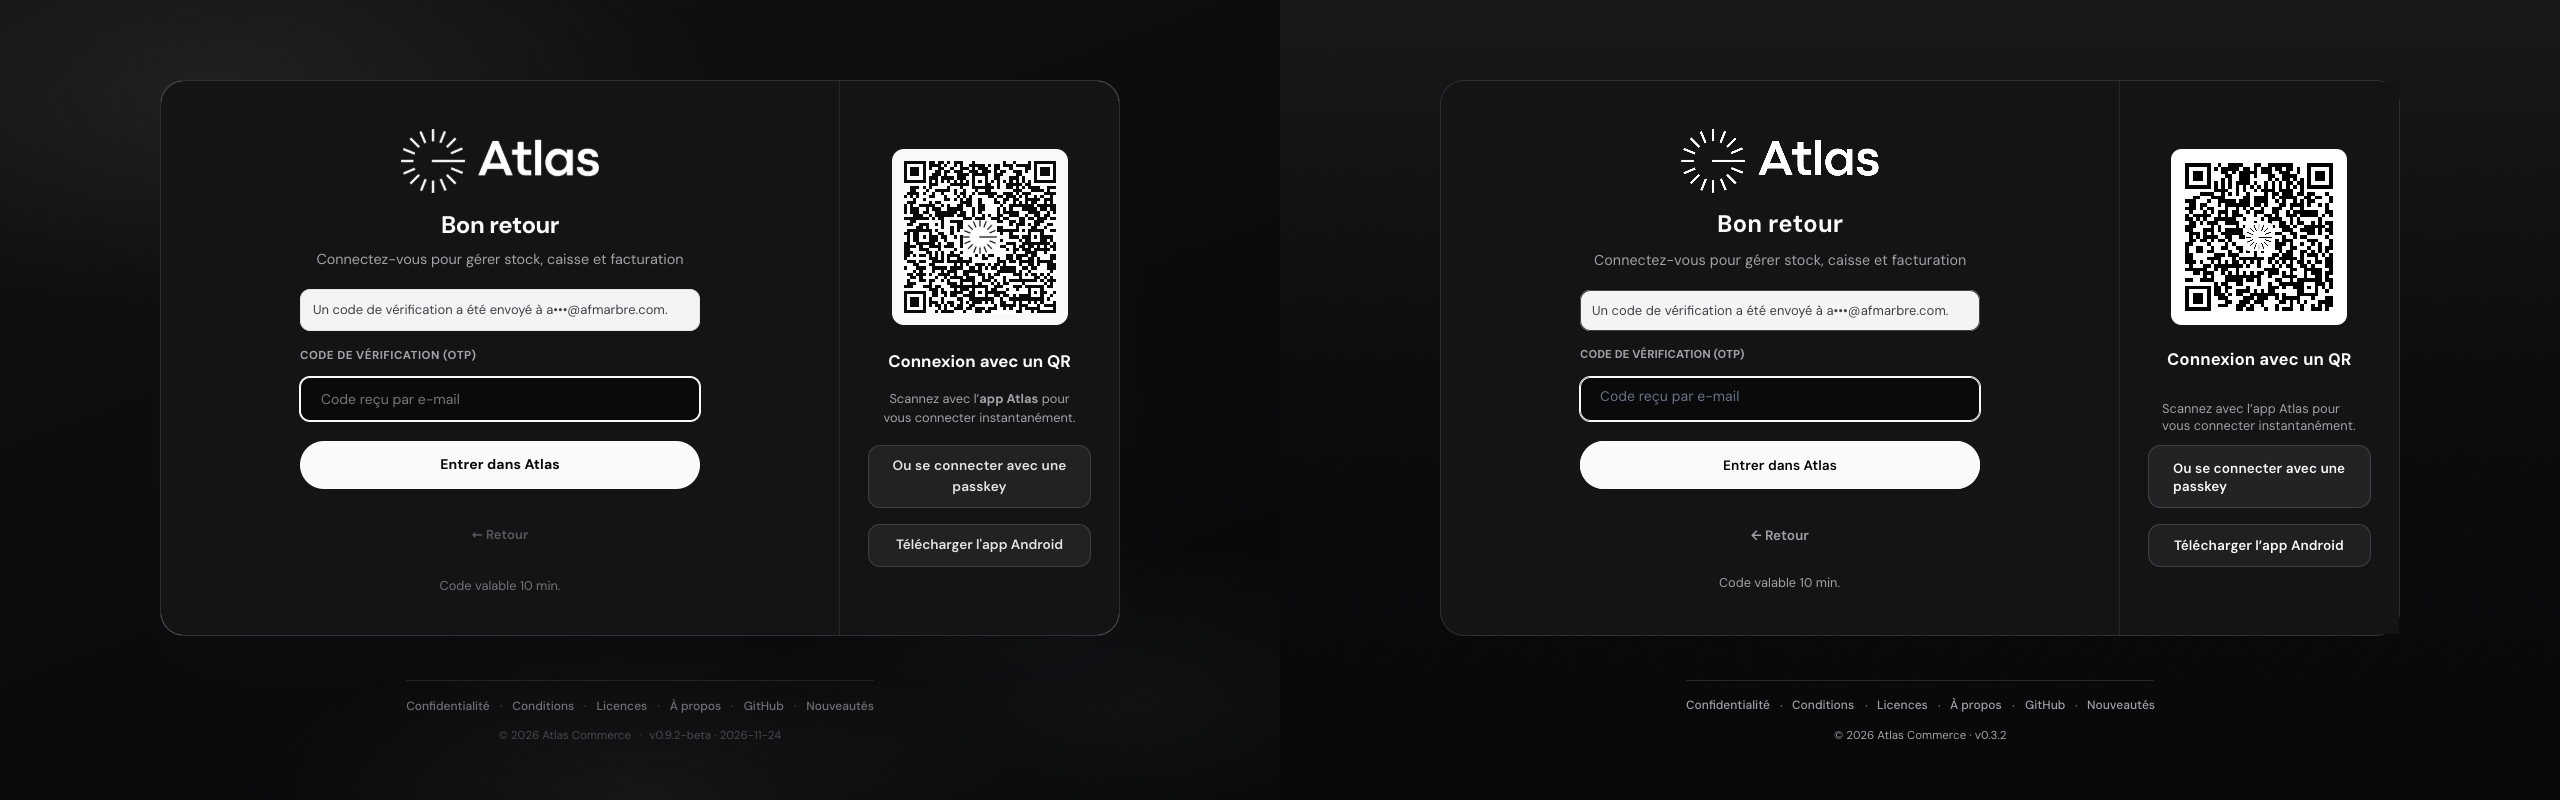 Atlas
Bon retour
Connectez-vous pour gérer stock, caisse et facturation
Un code de vérification a été envoyé à a•••@afmarbre.com.
CODE DE VÉRIFICATION (OTP)
Code reçu par e-mail
Entrer dans Atlas
← Retour
Code valable 10 min.
Connexion avec un QR
Scannez avec l’app Atlas pour
vous connecter instantanément.
Ou se connecter avec une
passkey
Télécharger l'app Android
Confidentialité · Conditions · Licences · À propos · GitHub · Nouveautés
© 2026 Atlas Commerce · v0.9.2-beta · 2026-11-24
Atlas
Bon retour
Connectez-vous pour gérer stock, caisse et facturation
Un code de vérification a été envoyé à a•••@afmarbre.com.
CODE DE VÉRIFICATION (OTP)
Code reçu par e-mail
Entrer dans Atlas
← Retour
Code valable 10 min.
Connexion avec un QR
Scannez avec l’app Atlas pour
vous connecter instantanément.
Ou se connecter avec une
passkey
Télécharger l’app Android
Confidentialité · Conditions · Licences · À propos · GitHub · Nouveautés
© 2026 Atlas Commerce · v0.3.2